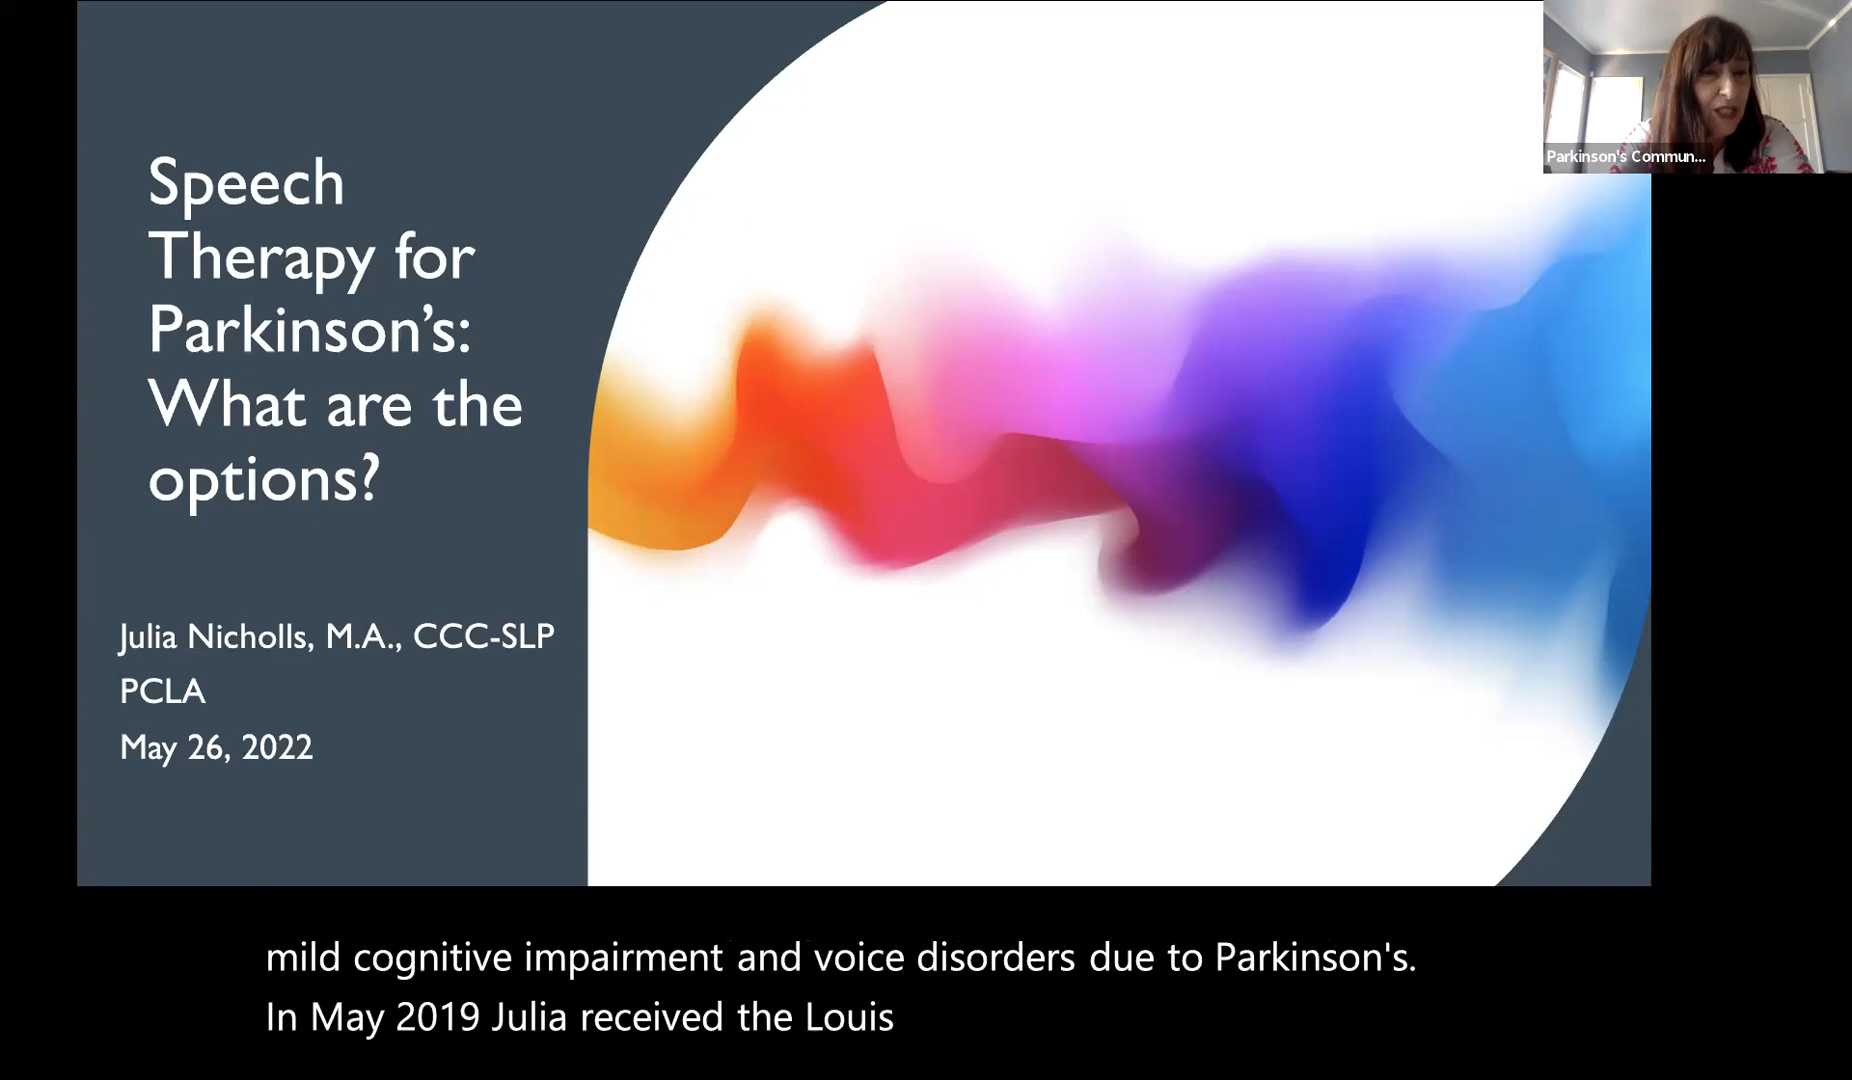 Speech
Therapy for
Parkinson’s:
What are the
options?
Julia Nicholls, M.A., CCC-SLP
PCLA
May 26, 2022
Parkinson's Commun...
mild cognitive impairment and voice disorders due to Parkinson's.
In May 2019 Julia received the Louis